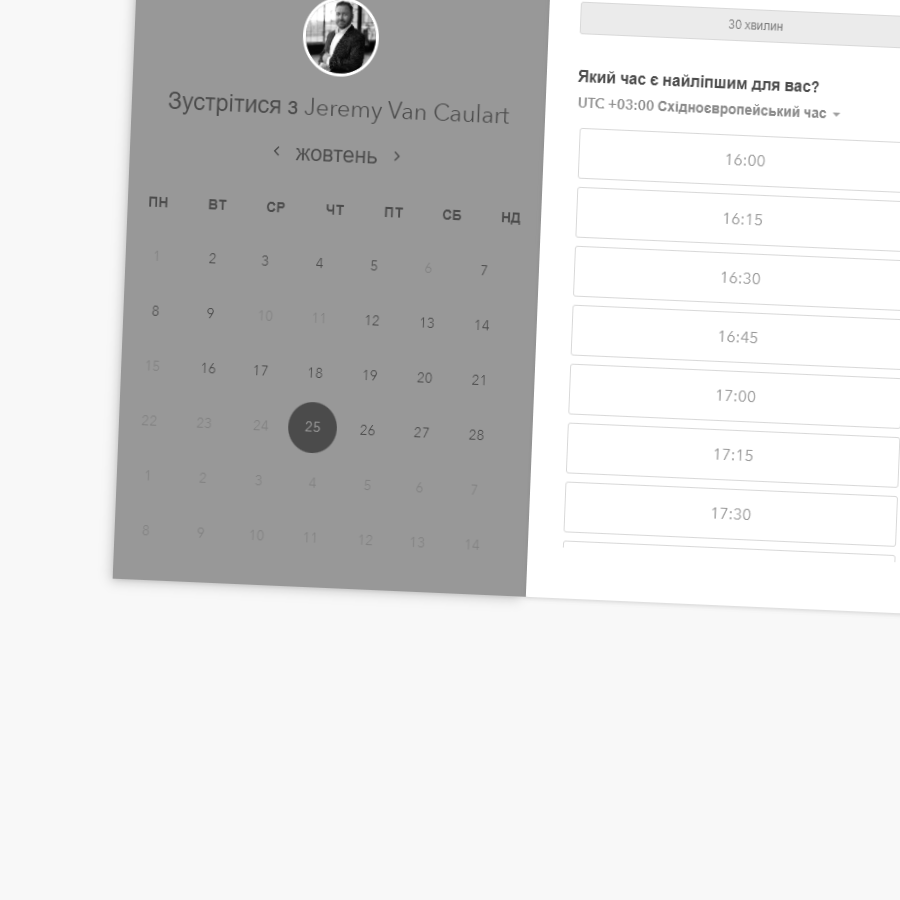 Зустрітися з Jeremy Van Caulart
‹ жовтень ›
ПН ВТ СР ЧТ ПТ СБ НД
1 2 3 4 5 6 7
8 9 10 11 12 13 14
15 16 17 18 19 20 21
22 23 24 25 26 27 28
1 2 3 4 5 6 7
8 9 10 11 12 13 14
30 хвилин
Який час є найліпшим для вас?
UTC +03:00 Східноєвропейський час
16:00
16:15
16:30
16:45
17:00
17:15
17:30